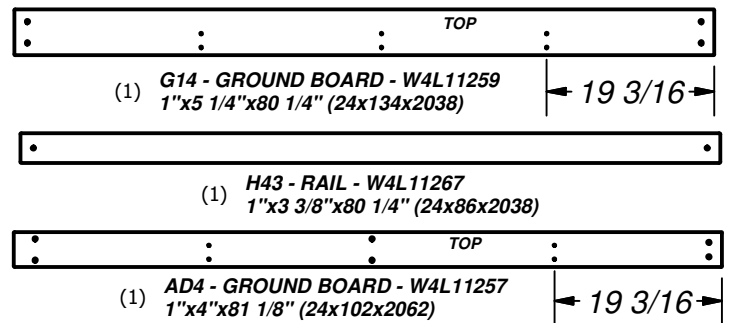 TOP
(1) G14 - GROUND BOARD - W4L11259
1"x5 1/4"x80 1/4" (24x134x2038)
19 3/16
(1) H43 - RAIL - W4L11267
1"x3 3/8"x80 1/4" (24x86x2038)
TOP
(1) AD4 - GROUND BOARD - W4L11257
1"x4"x81 1/8" (24x102x2062)
19 3/16